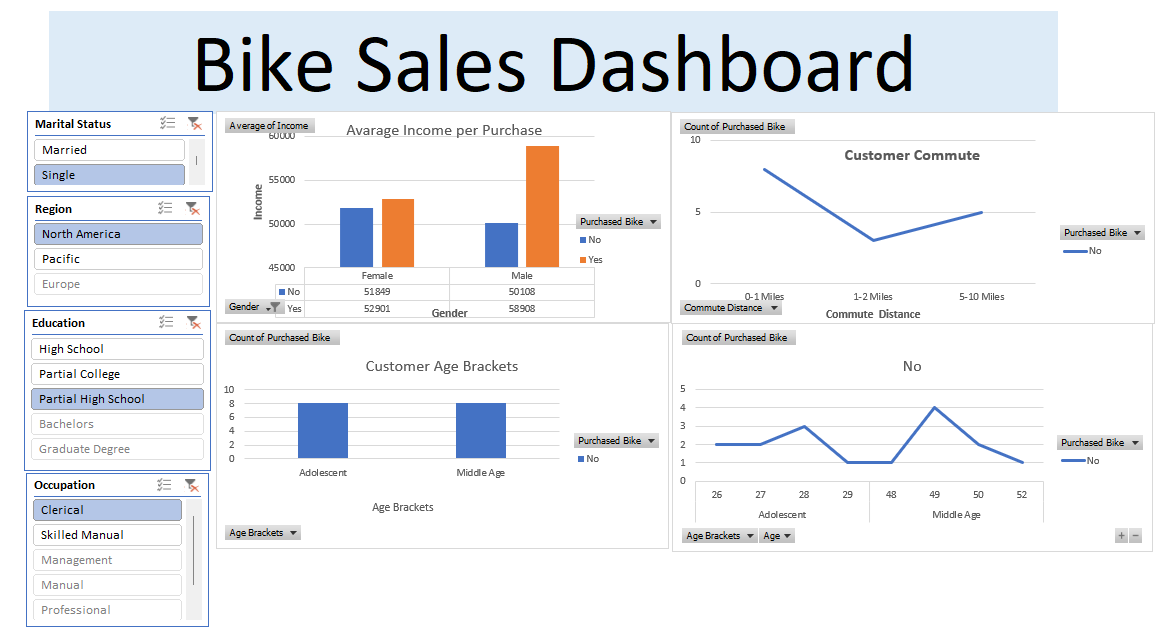 Bike Sales Dashboard
Marital Status
Married
Single
Region
North America
Pacific
Europe
Education
High School
Partial College
Partial High School
Bachelors
Graduate Degree
Occupation
Clerical
Skilled Manual
Management
Manual
Professional
Average of Income
Avarage Income per Purchase
60000
55000
50000
45000
Income
Purchased Bike
No
Yes
Female Male
No 51849 50108
Yes 52901 58908
Gender
Gender
Count of Purchased Bike
Customer Commute
10
5
0
0-1 Miles 1-2 Miles 5-10 Miles
Commute Distance
Commute Distance
Purchased Bike
No
Count of Purchased Bike
Customer Age Brackets
10
8
6
4
2
0
Adolescent Middle Age
Age Brackets
Purchased Bike
No
Age Brackets
Count of Purchased Bike
No
5
4
3
2
1
0
26 27 28 29 48 49 50 52
Adolescent Middle Age
Purchased Bike
No
Age Brackets Age
+ −